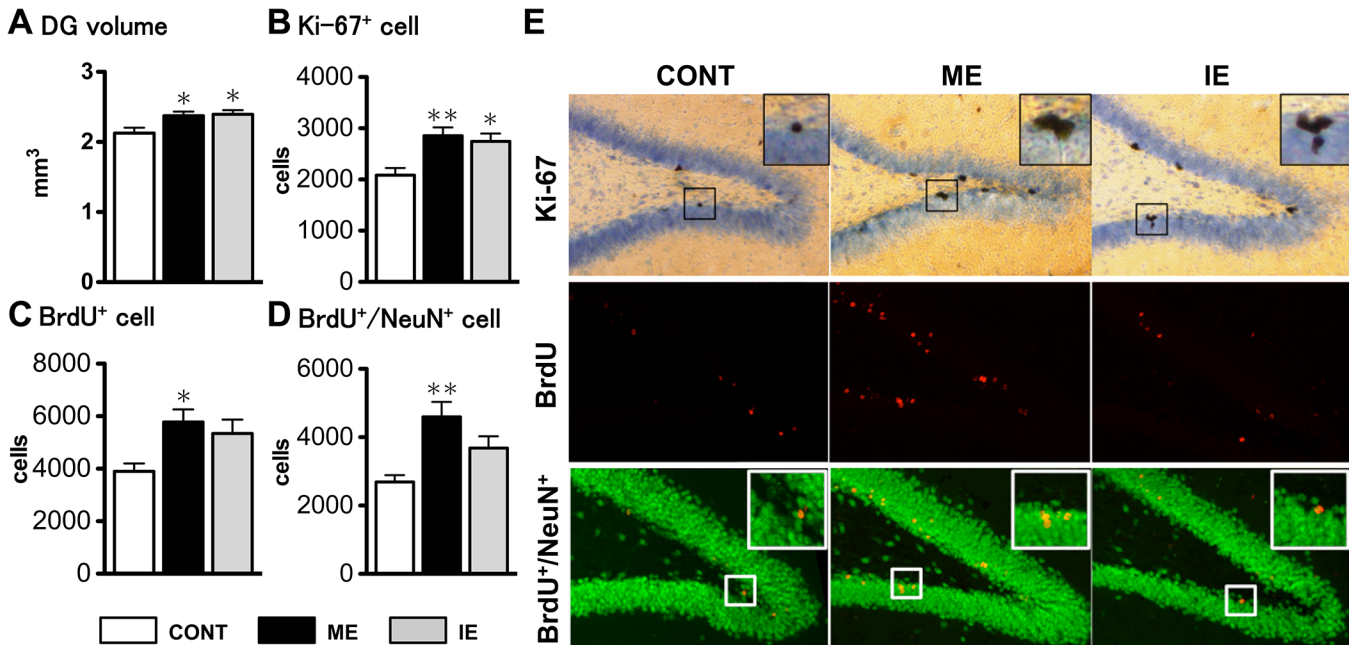 A DG volume
3
2
1
0
mm³
* *
B Ki-67⁺ cell
4000
3000
2000
1000
0
cells
** *
C BrdU⁺ cell
8000
6000
4000
2000
0
cells
*
D BrdU⁺/NeuN⁺ cell
6000
4000
2000
0
cells
**
CONT ME IE
E
CONT ME IE
Ki-67
BrdU
BrdU⁺/NeuN⁺